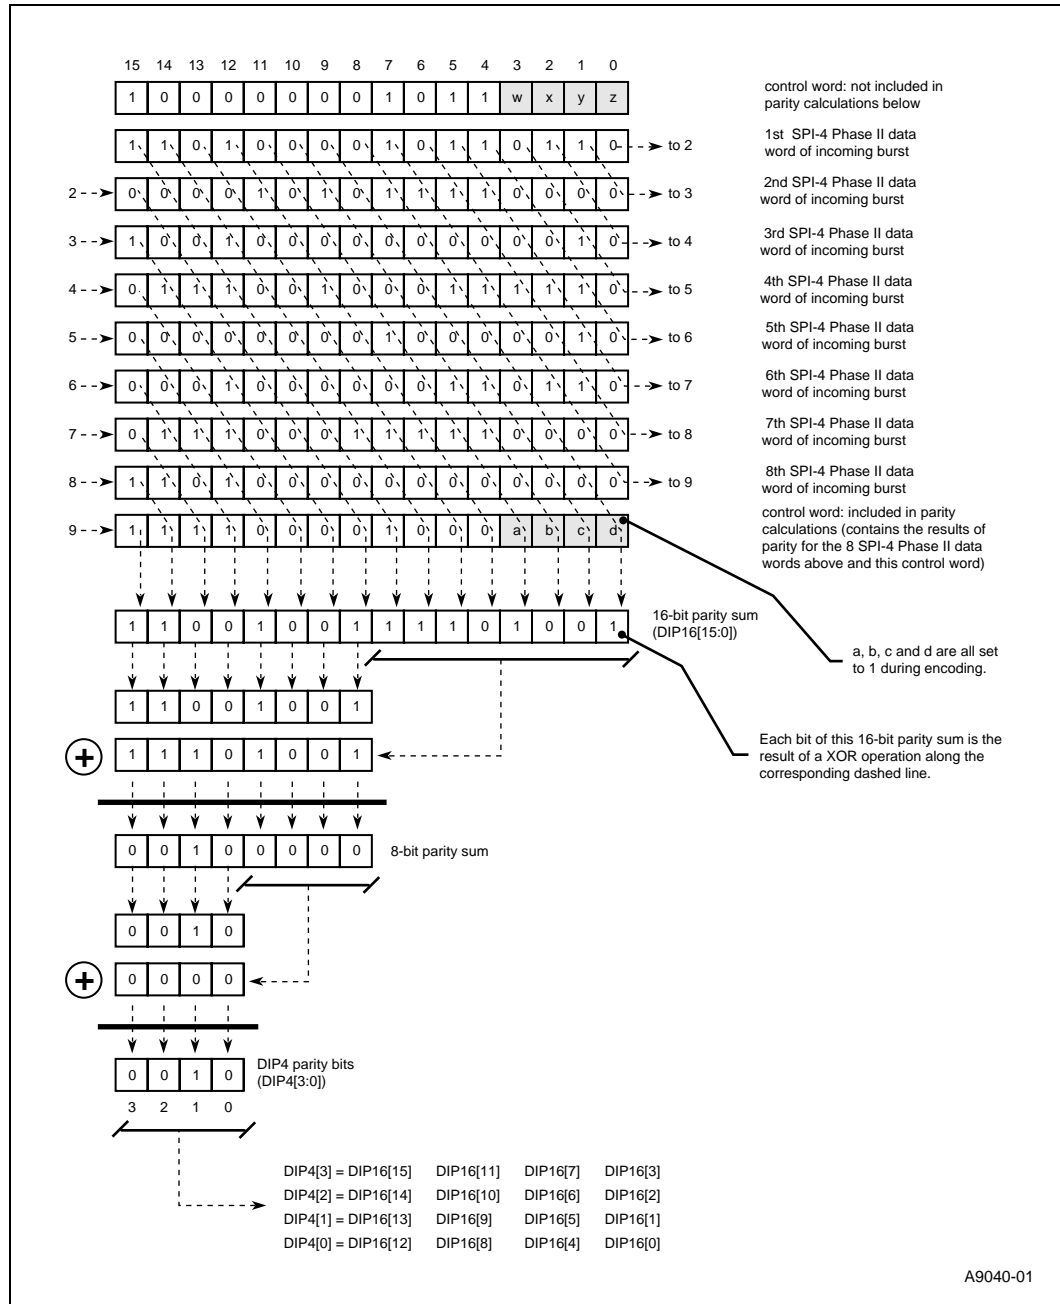 15 14 13 12 11 10 9 8 7 6 5 4 3 2 1 0
1 0 0 0 0 0 0 0 1 0 1 1 w x y z
control word: not included in
parity calculations below
1 1 0 1 0 0 0 0 1 0 1 1 0 1 1 0 to 2
1st SPI-4 Phase II data
word of incoming burst
2 0 0 0 0 1 0 1 0 1 1 1 1 0 0 0 0 to 3
2nd SPI-4 Phase II data
word of incoming burst
3 1 0 0 1 0 0 0 0 0 0 0 0 0 0 1 0 to 4
3rd SPI-4 Phase II data
word of incoming burst
4 0 1 1 1 0 0 1 0 0 0 1 1 1 1 1 0 to 5
4th SPI-4 Phase II data
word of incoming burst
5 0 0 0 0 0 0 0 0 1 0 0 0 0 0 1 0 to 6
5th SPI-4 Phase II data
word of incoming burst
6 0 0 0 1 0 0 0 0 0 0 1 1 0 1 1 0 to 7
6th SPI-4 Phase II data
word of incoming burst
7 0 1 1 1 0 0 0 1 1 1 1 1 0 0 0 0 to 8
7th SPI-4 Phase II data
word of incoming burst
8 1 1 0 1 0 0 0 0 0 0 0 0 0 0 0 0 to 9
8th SPI-4 Phase II data
word of incoming burst
9 1 1 1 1 0 0 0 0 1 0 0 0 a b c d
control word: included in parity
calculations (contains the results of
parity for the 8 SPI-4 Phase II data
words above and this control word)
1 1 0 0 1 0 0 1 1 1 1 0 1 0 0 1
16-bit parity sum
(DIP16[15:0])
a, b, c and d are all set
to 1 during encoding.
1 1 0 0 1 0 0 1
Each bit of this 16-bit parity sum is the
result of a XOR operation along the
corresponding dashed line.
+ 1 1 1 0 1 0 0 1
0 0 1 0 0 0 0 0 8-bit parity sum
0 0 1 0
+ 0 0 0 0
0 0 1 0
DIP4 parity bits
(DIP4[3:0])
3 2 1 0
DIP4[3] = DIP16[15] DIP16[11] DIP16[7] DIP16[3]
DIP4[2] = DIP16[14] DIP16[10] DIP16[6] DIP16[2]
DIP4[1] = DIP16[13] DIP16[9] DIP16[5] DIP16[1]
DIP4[0] = DIP16[12] DIP16[8] DIP16[4] DIP16[0]
A9040-01